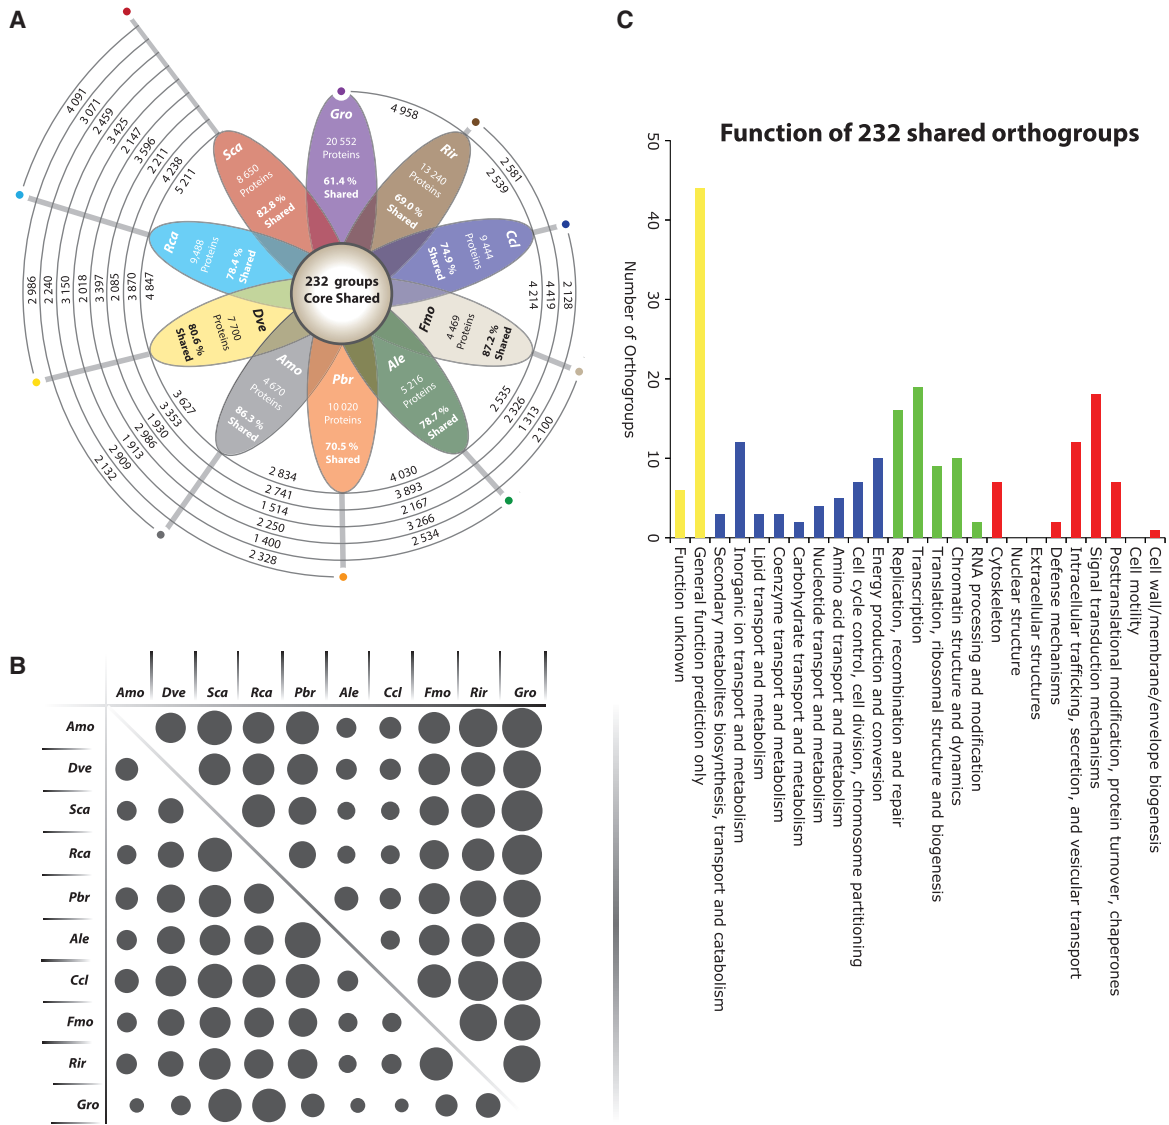 A
4 958
4 091
3 071
2 459
3 425
2 147
3 596
2 211
4 238
5 211
2 581
2 539
Gro
20 552
Proteins
61.4 %
Shared
Sca
8 650
Proteins
82.8 %
Shared
Rir
13 240
Proteins
69.0 %
Shared
Rca
9,488
Proteins
78.4 %
Shared
Ccl
9 444
Proteins
74.9 %
Shared
232 groups
Core Shared
Dve
7 700
Proteins
80.6 %
Shared
Fmo
4 469
Proteins
87.2 %
Shared
Amo
4 670
Proteins
86.3 %
Shared
Pbr
10 020
Proteins
70.5 %
Shared
Ale
5 216
Proteins
78.7 %
Shared
2 986
2 240
3 150
2 018
3 397
2 085
3 870
4 847
4 214
4 419
2 128
3 627
3 353
1 930
2 986
1 913
2 909
2 132
2 535
2 326
1 313
2 100
2 834
2 741
1 514
2 250
1 400
2 328
4 030
3 893
2 167
3 266
2 534
B
Amo Dve Sca Rca Pbr Ale Ccl Fmo Rir Gro
Amo
Dve
Sca
Rca
Pbr
Ale
Ccl
Fmo
Rir
Gro
C
Function of 232 shared orthogroups
Number of Orthogroups
50
40
30
20
10
0
Function unknown
General function prediction only
Secondary metabolites biosynthesis, transport and catabolism
Inorganic ion transport and metabolism
Lipid transport and metabolism
Coenzyme transport and metabolism
Carbohydrate transport and metabolism
Nucleotide transport and metabolism
Amino acid transport and metabolism
Cell cycle control, cell division, chromosome partitioning
Energy production and conversion
Replication, recombination and repair
Transcription
Translation, ribosomal structure and biogenesis
Chromatin structure and dynamics
RNA processing and modification
Cytoskeleton
Nuclear structure
Extracellular structures
Defense mechanisms
Intracellular trafficking, secretion, and vesicular transport
Signal transduction mechanisms
Posttranslational modification, protein turnover, chaperones
Cell motility
Cell wall/membrane/envelope biogenesis